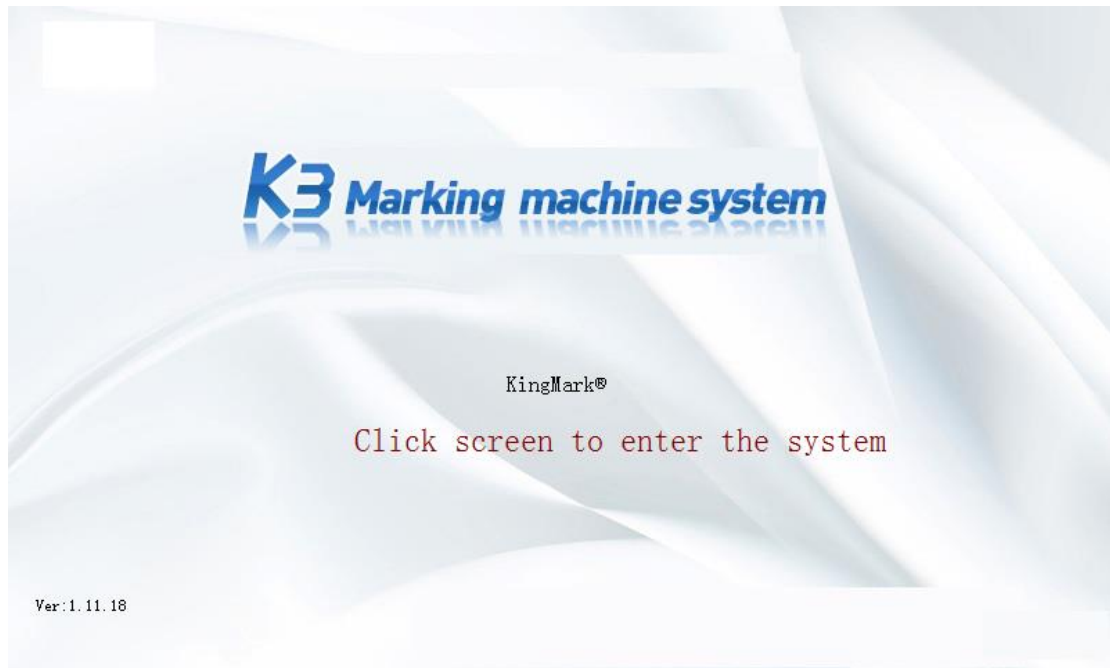 K3 Marking machine system
KingMark®
Click screen to enter the system
Ver:1.11.18